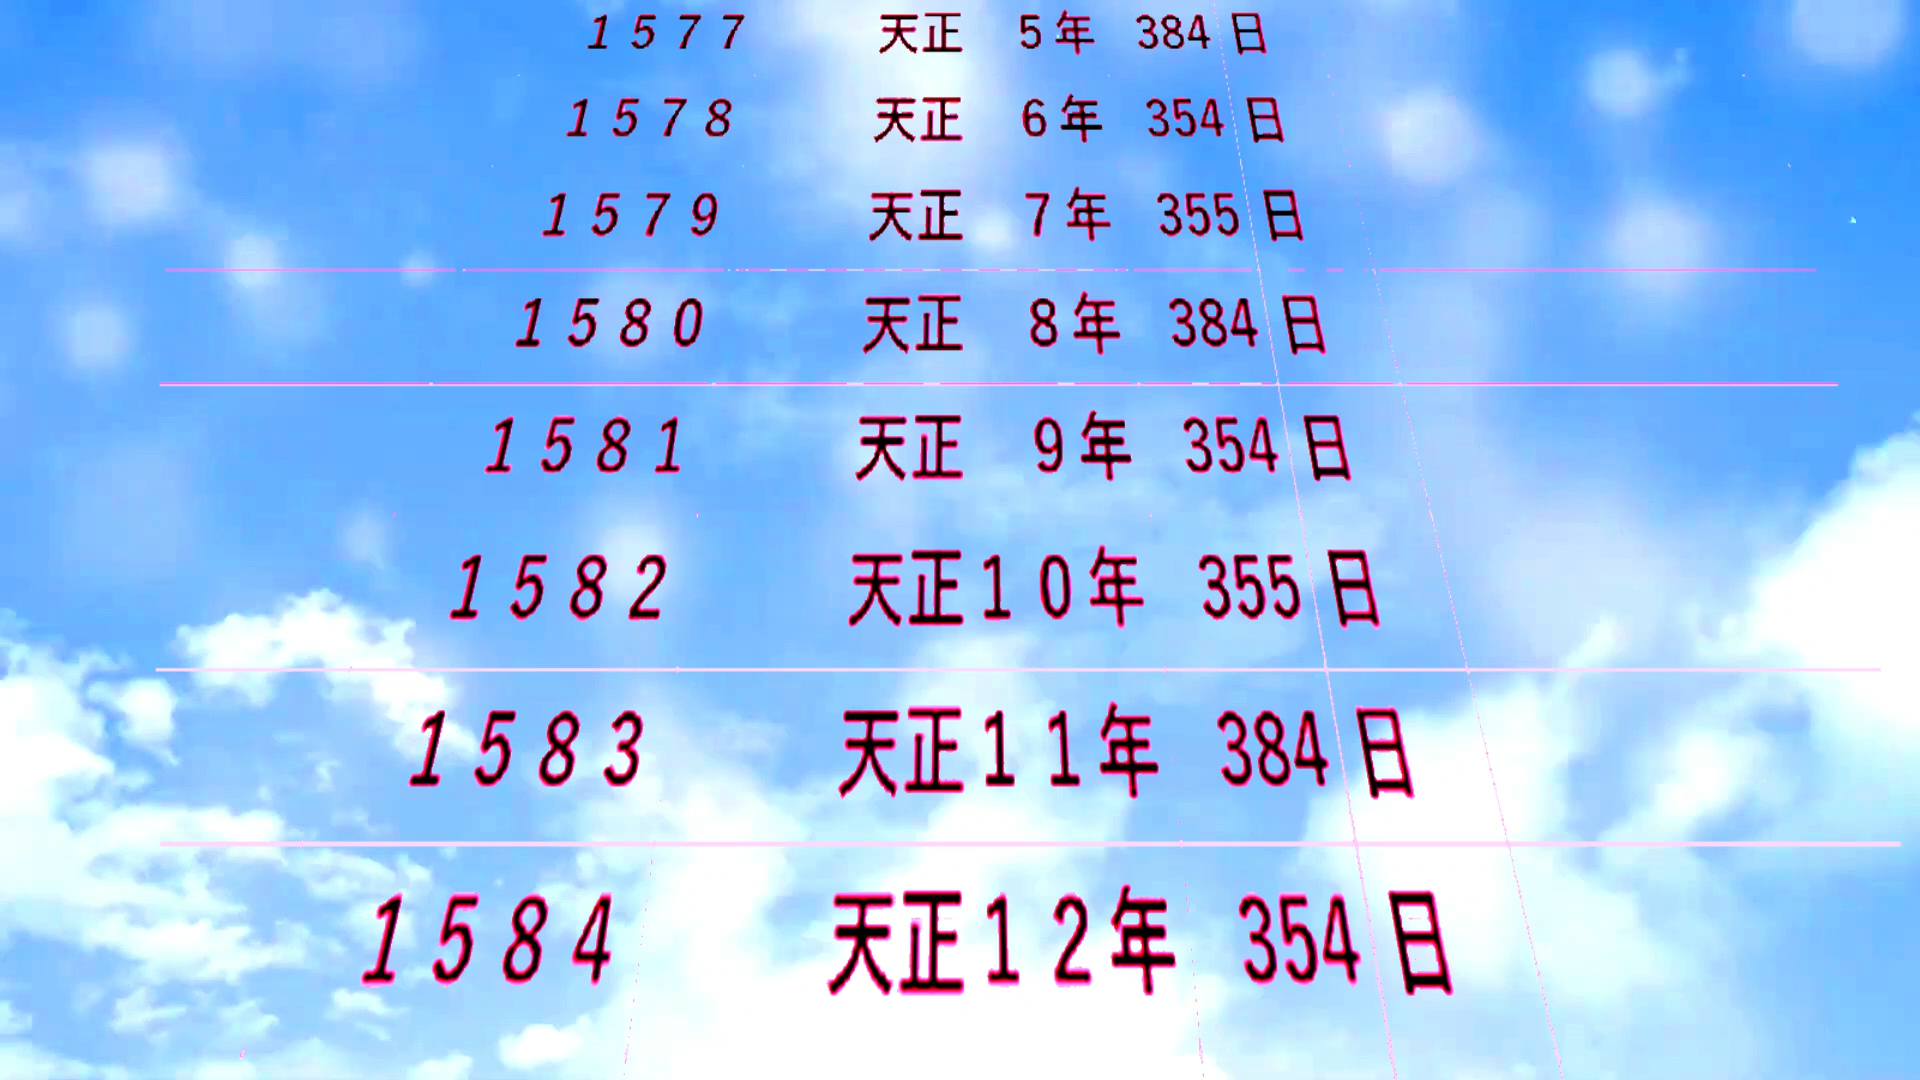 1577 天正 5年 384日
1578 天正 6年 354日
1579 天正 7年 355日
1580 天正 8年 384日
1581 天正 9年 354日
1582 天正10年 355日
1583 天正11年 384日
1584 天正12年 354日